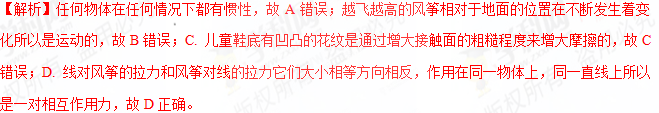 【解析】任何物体在任何情况下都有惯性，故 A 错误；越飞越高的风筝相对于地面的位置在不断发生着变
化所以是运动的，故 B 错误；C. 儿童鞋底有凹凸的花纹是通过增大接触面的粗糙程度来增大摩擦的，故 C
错误；D. 线对风筝的拉力和风筝对线的拉力它们大小相等方向相反，作用在同一物体上，同一直线上所以
是一对相互作用力，故 D 正确。